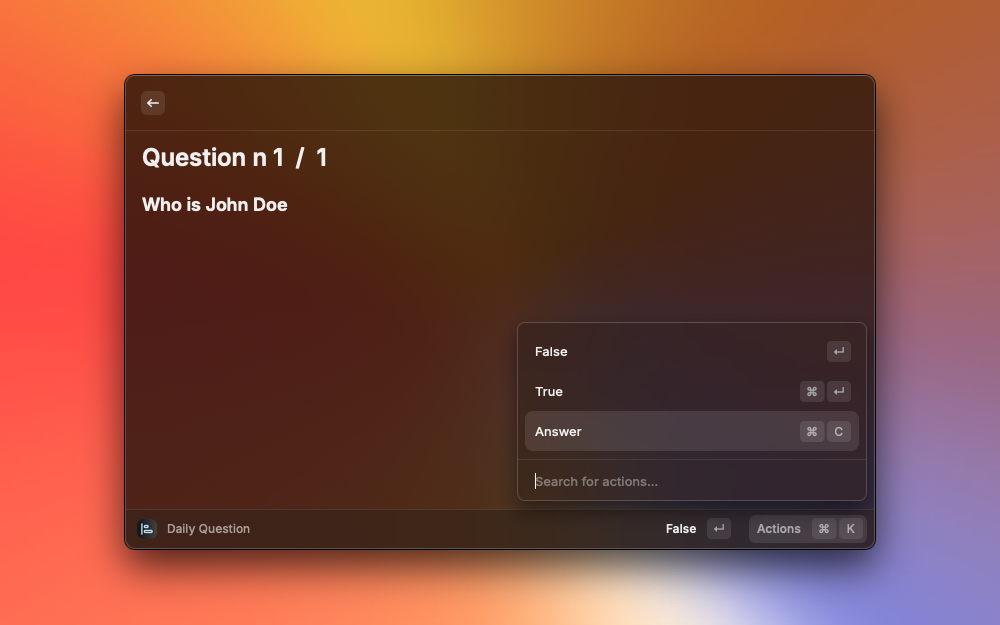 Question n 1 / 1
Who is John Doe
False ↵
True ⌘ ↵
Answer ⌘ C
Search for actions...
Daily Question False ↵ Actions ⌘ K